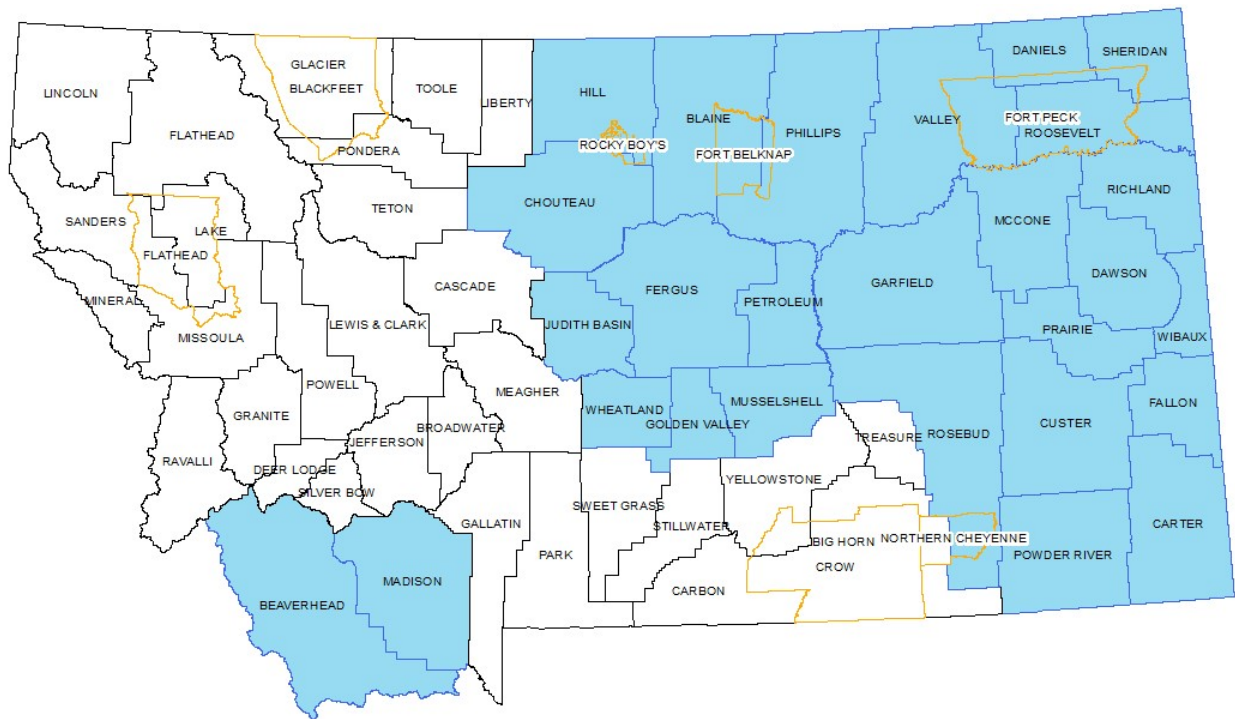 DANIELS
SHERIDAN
GLACIER
BLACKFEET
TOOLE
LIBERTY
HILL
LINCOLN
VALLEY
FORT PECK
ROOSEVELT
BLAINE
PHILLIPS
FLATHEAD
PONDERA
ROCKY BOY'S
FORT BELKNAP
RICHLAND
TETON
CHOUTEAU
MCCONE
SANDERS
LAKE
FLATHEAD
DAWSON
CASCADE
FERGUS
GARFIELD
MINERAL
PETROLEUM
LEWIS & CLARK
JUDITH BASIN
PRAIRIE
WIBAUX
MISSOULA
MEAGHER
POWELL
WHEATLAND
MUSSELSHELL
FALLON
GRANITE
BROADWATER
GOLDEN VALLEY
CUSTER
JEFFERSON
TREASURE
ROSEBUD
RAVALLI
DEER LODGE
SILVER BOW
YELLOWSTONE
SWEET GRASS
GALLATIN
STILLWATER
CARTER
BIG HORN
NORTHERN CHEYENNE
PARK
POWDER RIVER
CROW
MADISON
CARBON
BEAVERHEAD